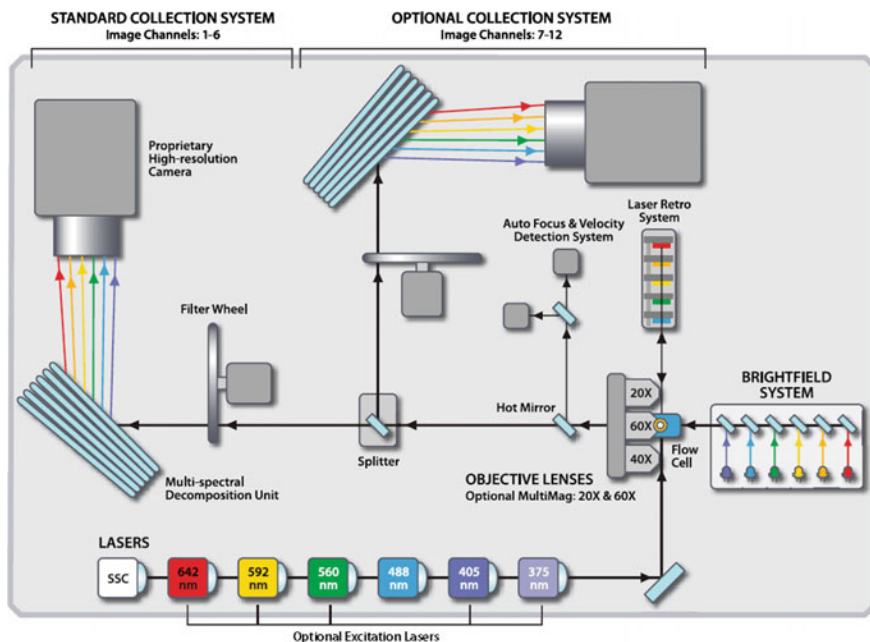 STANDARD COLLECTION SYSTEM
Image Channels: 1-6
OPTIONAL COLLECTION SYSTEM
Image Channels: 7-12
Proprietary
High-resolution
Camera
Laser Retro
System
Auto Focus & Velocity
Detection System
Filter Wheel
BRIGHTFIELD
SYSTEM
20X
Hot Mirror
60X
Splitter
40X
Flow
Cell
OBJECTIVE LENSES
Optional MultiMag: 20X & 60X
Multi-spectral
Decomposition Unit
LASERS
SSC
642
nm
592
nm
560
nm
488
nm
405
nm
375
nm
Optional Excitation Lasers